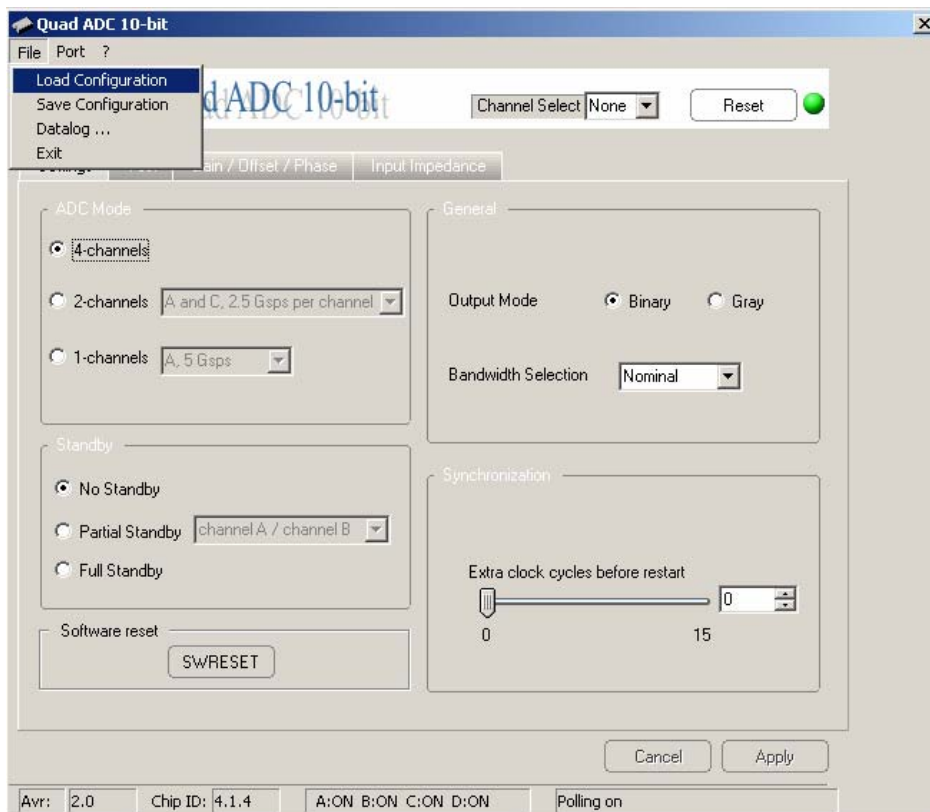 Quad ADC 10-bit
File Port ?
Load Configuration
Save Configuration
Datalog ...
Exit
ADC 10-bit
Channel Select None
Reset
Gain / Offset / Phase
Input Impedance
ADC Mode
4-channels
2-channels A and C, 2.5 Gsps per channel
1-channels A, 5 Gsps
General
Output Mode Binary Gray
Bandwidth Selection Nominal
Standby
No Standby
Partial Standby channel A / channel B
Full Standby
Synchronization
Extra clock cycles before restart
0
0 15
Software reset
SWRESET
Cancel Apply
Avr: 2.0 Chip ID: 4.1.4 A:ON B:ON C:ON D:ON Polling on